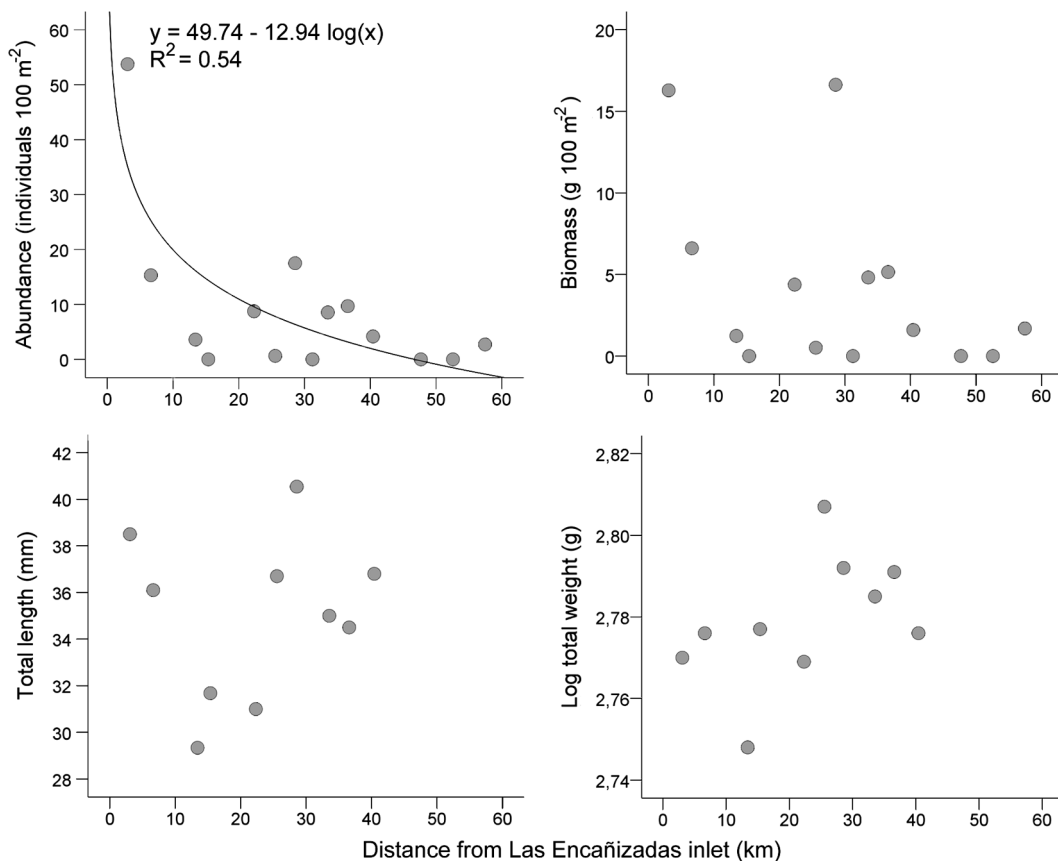 y = 49.74 - 12.94 log(x)
R2 = 0.54
Abundance (individuals 100 m-2)
60
50
40
30
20
10
0
0 10 20 30 40 50 60
Biomass (g 100 m-2)
20
15
10
5
0
0 10 20 30 40 50 60
Total length (mm)
42
40
38
36
34
32
30
28
0 10 20 30 40 50 60
Log total weight (g)
2,82
2,80
2,78
2,76
2,74
0 10 20 30 40 50 60
Distance from Las Encañizadas inlet (km)